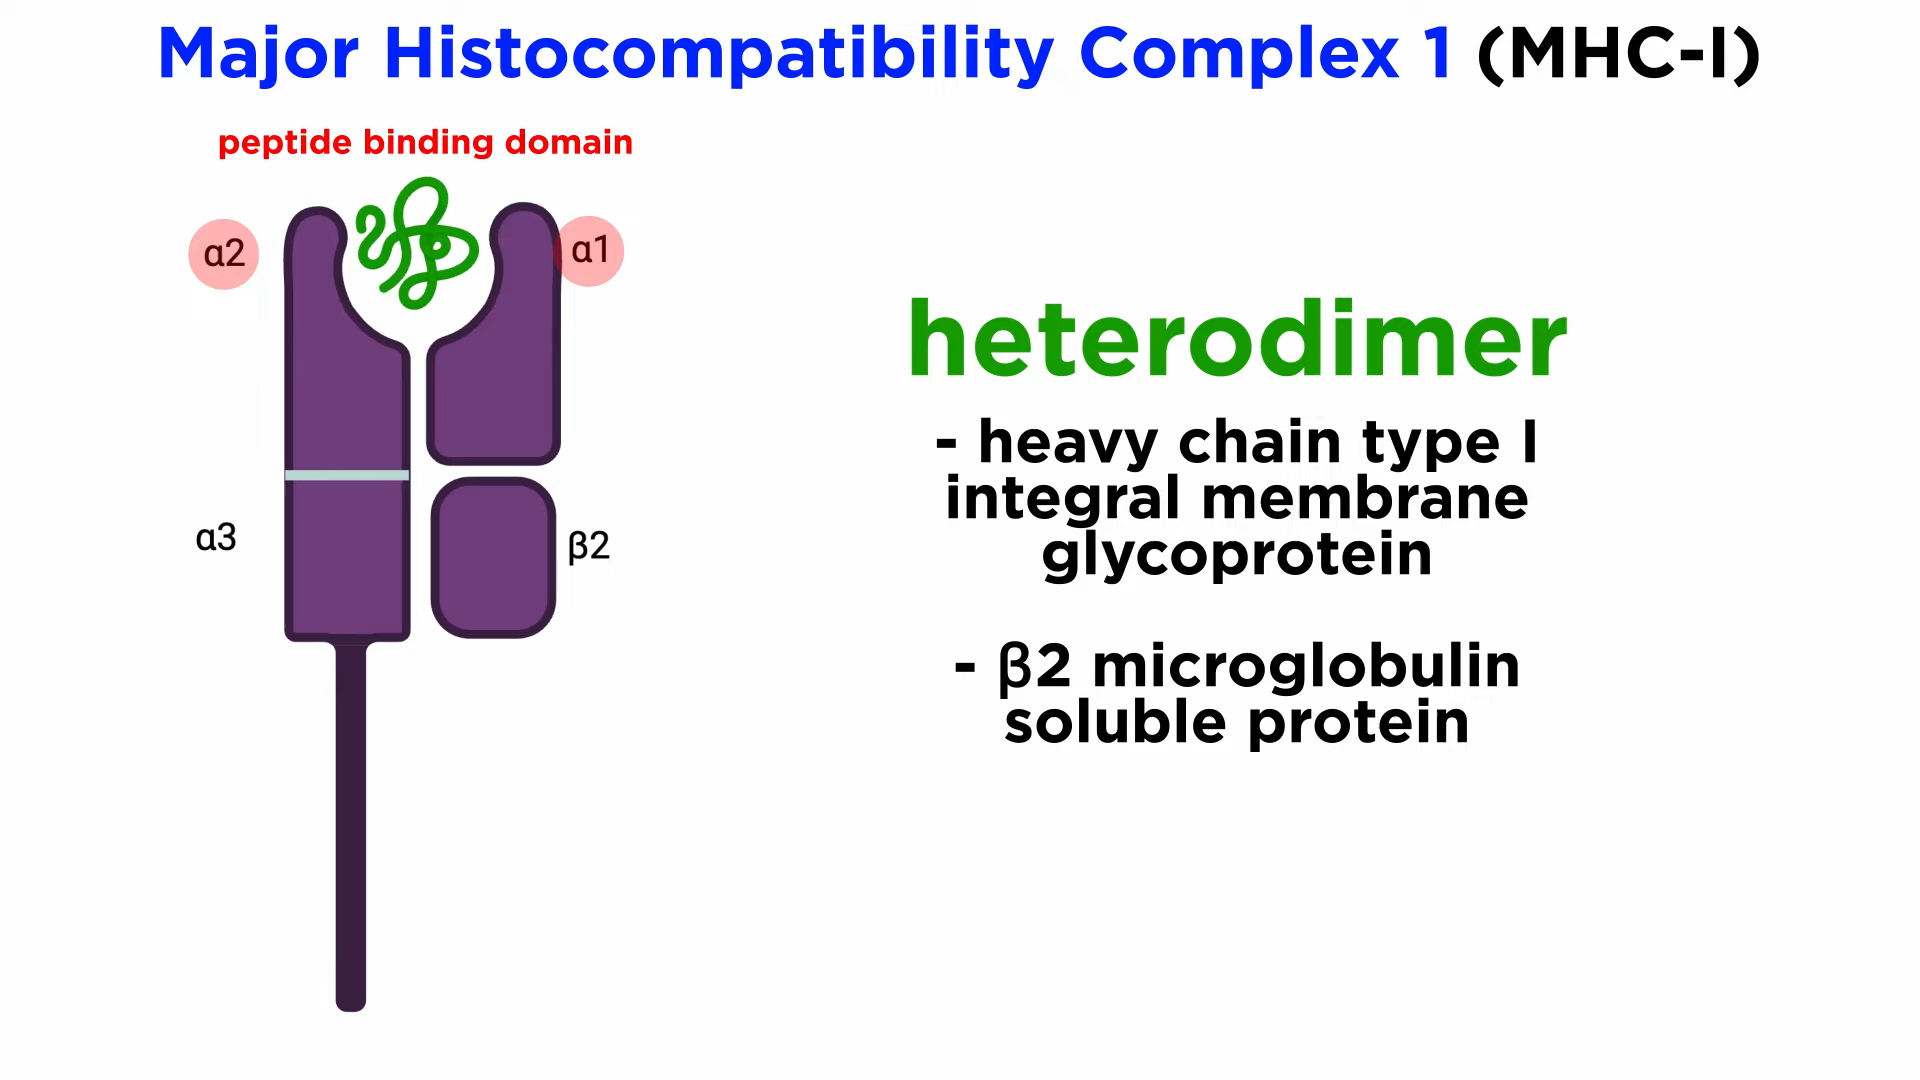 Major Histocompatibility Complex 1 (MHC-I)
peptide binding domain
α2
α1
α3
β2
heterodimer
- heavy chain type I
integral membrane
glycoprotein
- β2 microglobulin
soluble protein